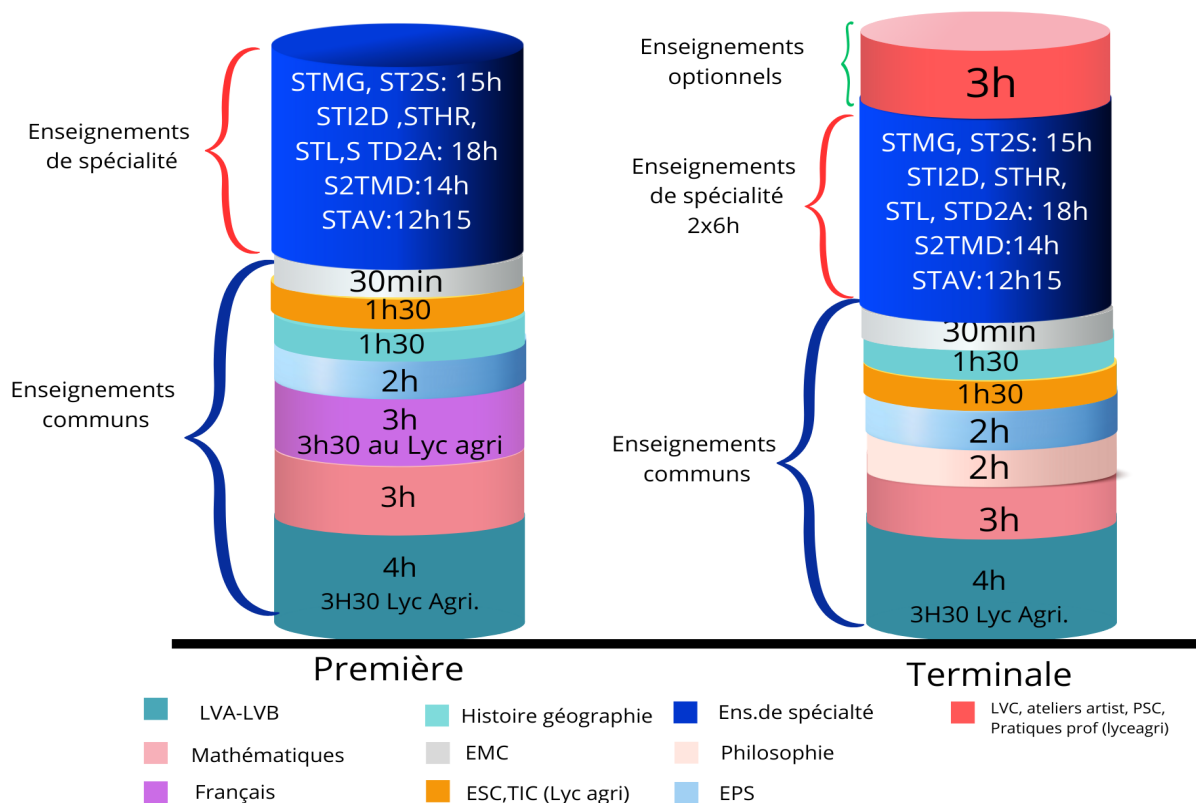 Enseignements
de spécialité
STMG, ST2S: 15h
STI2D ,STHR,
STL,S TD2A: 18h
S2TMD:14h
STAV:12h15
Enseignements
communs
30min
1h30
1h30
2h
3h
3h30 au Lyc agri
3h
4h
3H30 Lyc Agri.
Première
Enseignements
optionnels
3h
Enseignements
de spécialité
2x6h
STMG, ST2S: 15h
STI2D, STHR,
STL, STD2A: 18h
S2TMD:14h
STAV:12h15
Enseignements
communs
30min
1h30
1h30
2h
2h
3h
4h
3H30 Lyc Agri.
Terminale
LVA-LVB
Mathématiques
Français
Histoire géographie
EMC
ESC,TIC (Lyc agri)
Ens.de spécialté
Philosophie
EPS
LVC, ateliers artist, PSC,
Pratiques prof (lyceagri)